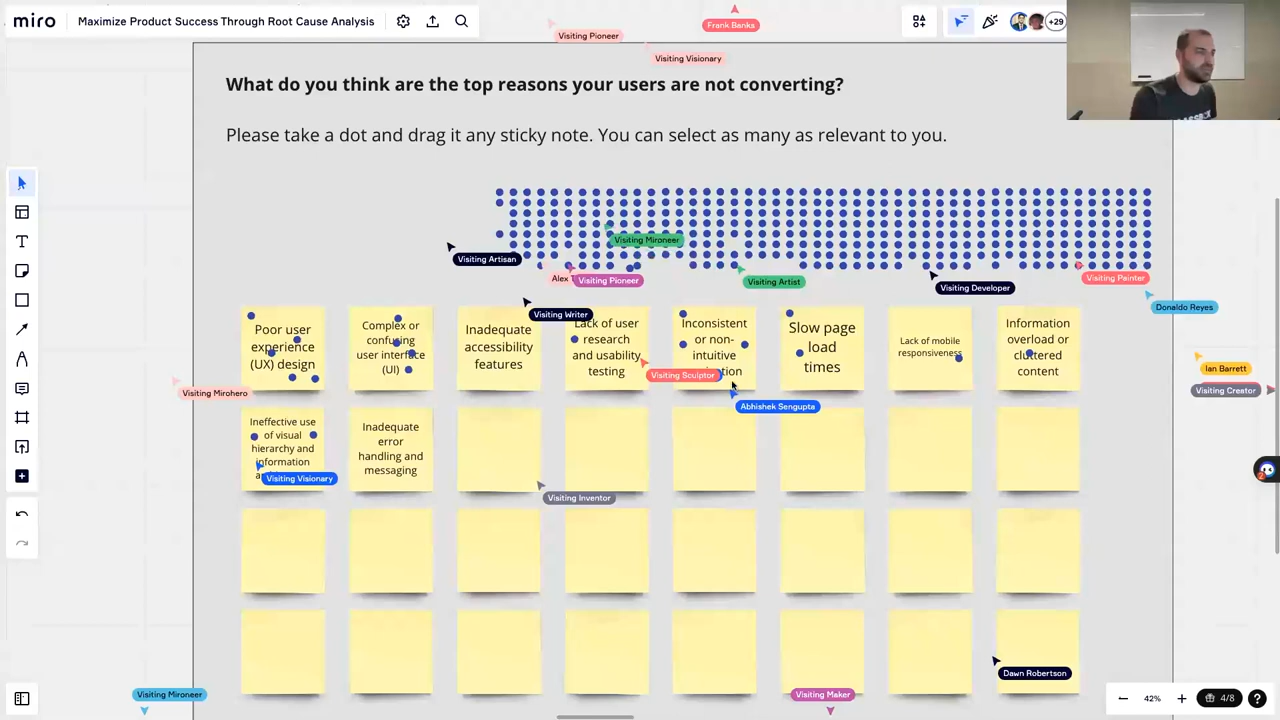 miro
Maximize Product Success Through Root Cause Analysis
Frank Banks
+29
Visiting Pioneer
Visiting Visionary
What do you think are the top reasons your users are not converting?
Please take a dot and drag it any sticky note. You can select as many as relevant to you.
Visiting Mironeer
Visiting Artisan
Alex
Visiting Pioneer
Visiting Artist
Visiting Developer
Visiting Painter
Donaldo Reyes
Visiting Writer
Poor user
experience
(UX) design
Complex or
confusing
user interface
(UI)
Inadequate
accessibility
features
Lack of user
research
and usability
testing
Inconsistent
or non-
intuitive
Slow page
load
times
Lack of mobile
responsiveness
Information
overload or
cluttered
content
Visiting Sculptor
Ian Barrett
Visiting Creator
Visiting Mirohero
Abhishek Sengupta
Ineffective use
of visual
hierarchy and
information
Visiting Visionary
Inadequate
error
handling and
messaging
Visiting Inventor
Dawn Robertson
Visiting Mironeer
Visiting Maker
42%
4/8
?